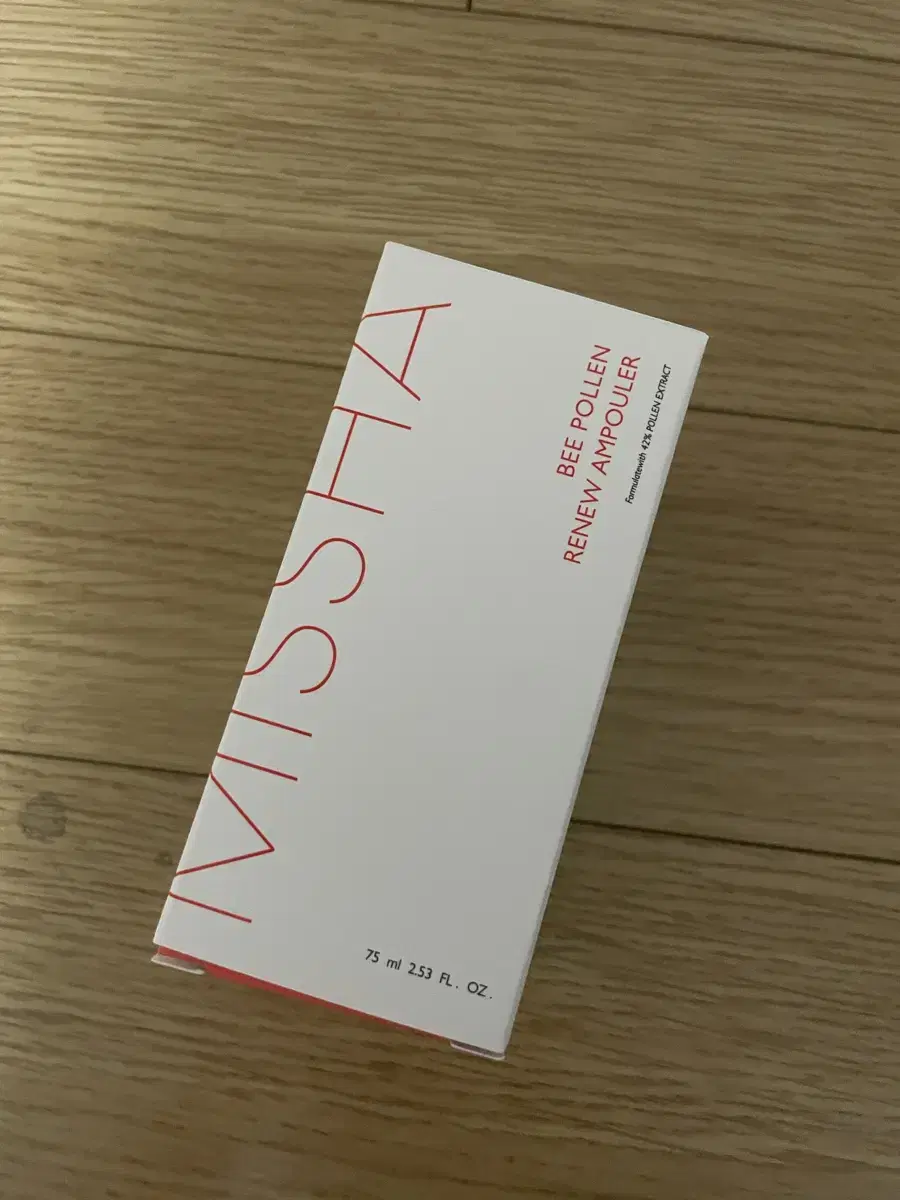 MISSHA
BEE POLLEN
RENEW AMPOULER
Formulatewith 42% POLLEN EXTRACT
75 ml 2.53 FL. OZ.